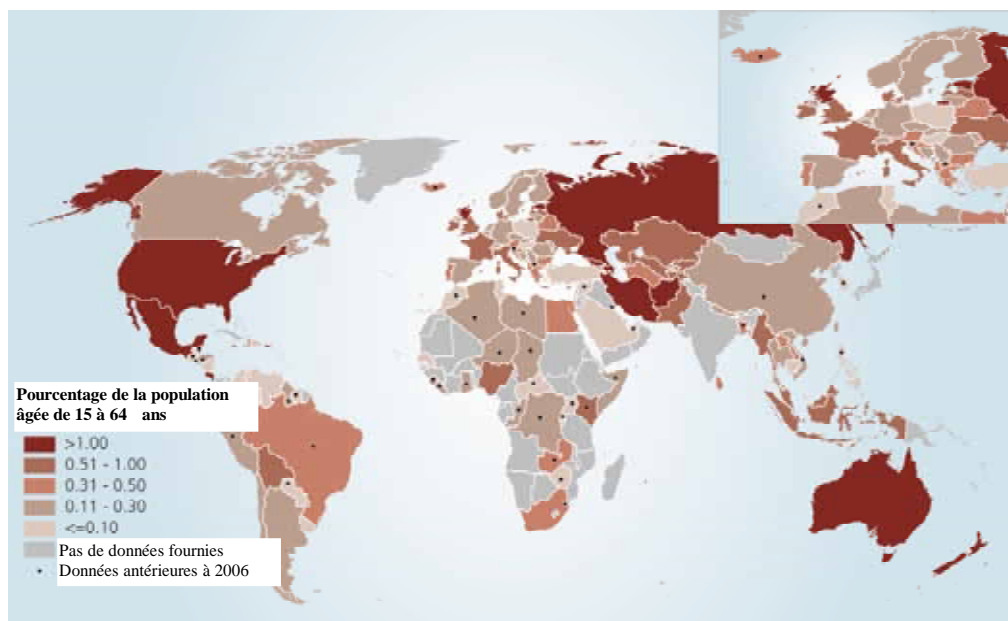 Pourcentage de la population
âgée de 15 à 64 ans
>1.00
0.51 - 1.00
0.31 - 0.50
0.11 - 0.30
<=0.10
Pas de données fournies
Données antérieures à 2006